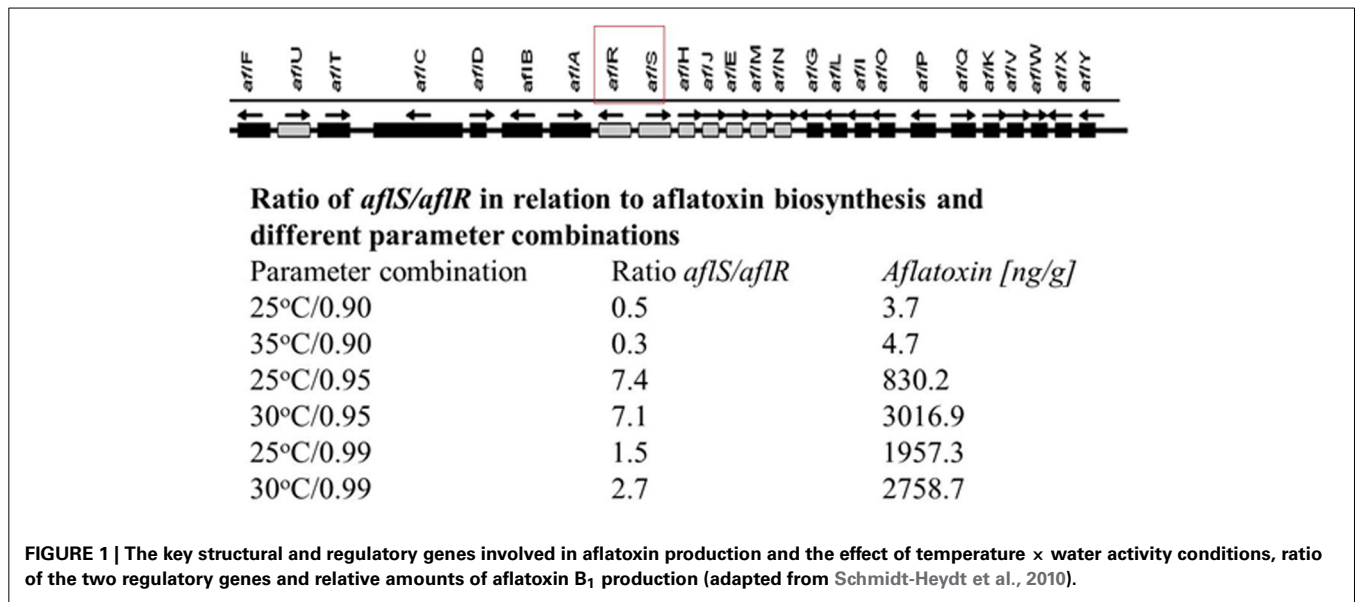 aflF aflU aflT aflC aflD aflB aflA aflR aflS aflH aflJ aflE aflM aflN aflG aflL aflI aflO aflP aflQ aflK aflV aflW aflX aflY
Ratio of aflS/aflR in relation to aflatoxin biosynthesis and
different parameter combinations
Parameter combination Ratio aflS/aflR Aflatoxin [ng/g]
25°C/0.90 0.5 3.7
35°C/0.90 0.3 4.7
25°C/0.95 7.4 830.2
30°C/0.95 7.1 3016.9
25°C/0.99 1.5 1957.3
30°C/0.99 2.7 2758.7
FIGURE 1 | The key structural and regulatory genes involved in aflatoxin production and the effect of temperature × water activity conditions, ratio
of the two regulatory genes and relative amounts of aflatoxin B₁ production (adapted from Schmidt-Heydt et al., 2010).